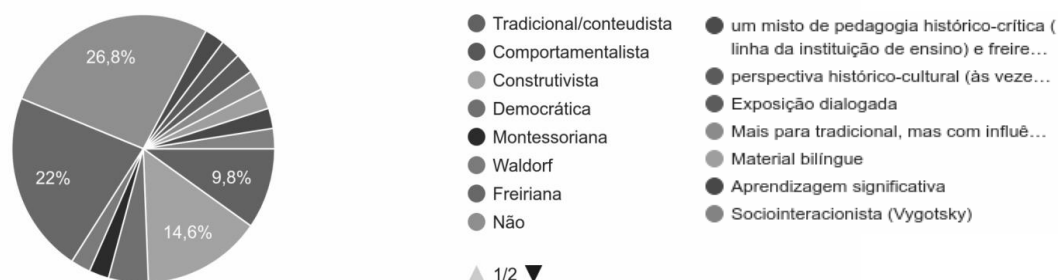 26,8%
22%
14,6%
9,8%
Tradicional/conteudista
Comportamentalista
Construtivista
Democrática
Montessoriana
Waldorf
Freiriana
Não
1/2
um misto de pedagogia histórico-crítica (
linha da instituição de ensino) e freire…
perspectiva histórico-cultural (às veze…
Exposição dialogada
Mais para tradicional, mas com influê…
Material bilíngue
Aprendizagem significativa
Sociointeracionista (Vygotsky)